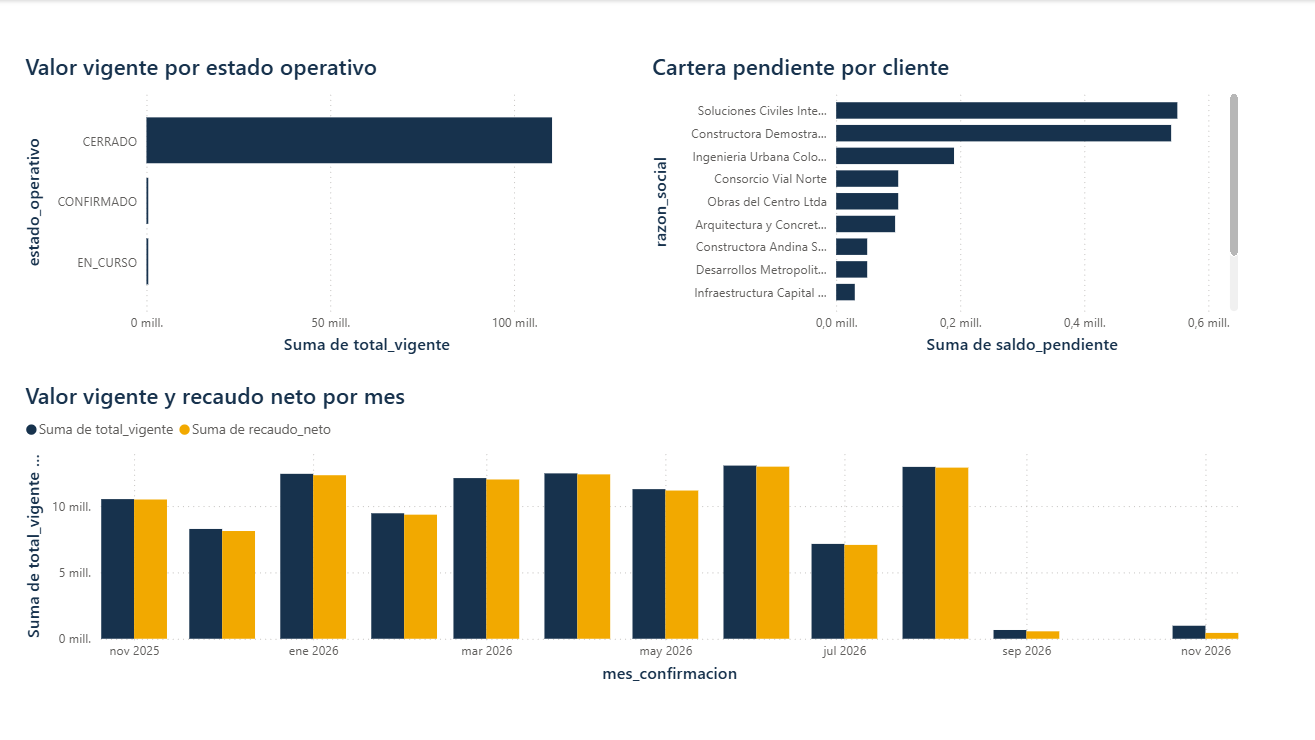 Valor vigente por estado operativo
estado_operativo
CERRADO
CONFIRMADO
EN_CURSO
0 mill.
50 mill.
100 mill.
Suma de total_vigente
Cartera pendiente por cliente
razon_social
Soluciones Civiles Inte...
Constructora Demostra...
Ingenieria Urbana Colo...
Consorcio Vial Norte
Obras del Centro Ltda
Arquitectura y Concret...
Constructora Andina S...
Desarrollos Metropolit...
Infraestructura Capital ...
0,0 mill.
0,2 mill.
0,4 mill.
0,6 mill.
Suma de saldo_pendiente
Valor vigente y recaudo neto por mes
Suma de total_vigente
Suma de recaudo_neto
Suma de total_vigente ...
10 mill.
5 mill.
0 mill.
nov 2025
ene 2026
mar 2026
may 2026
jul 2026
sep 2026
nov 2026
mes_confirmacion